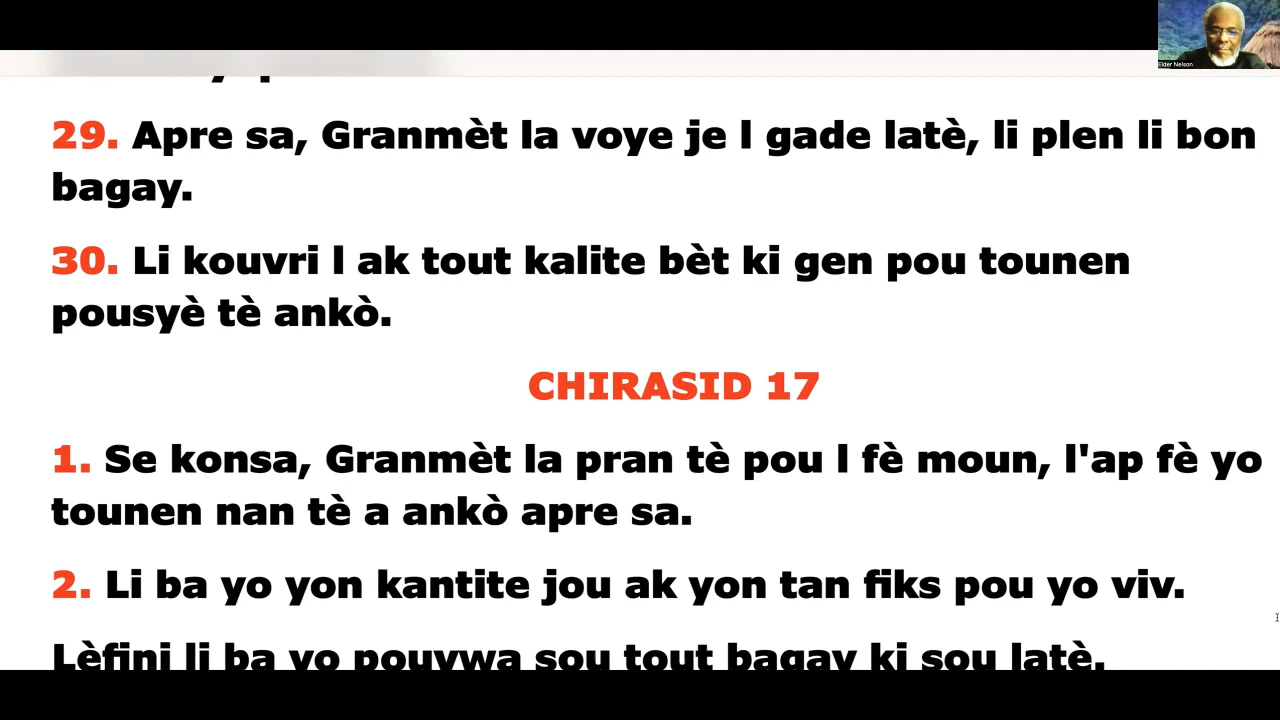 Elder Nelson
29. Apre sa, Granmèt la voye je l gade latè, li plen li bon
bagay.
30. Li kouvri l ak tout kalite bèt ki gen pou tounen
pousyè tè ankò.
CHIRASID 17
1. Se konsa, Granmèt la pran tè pou l fè moun, l'ap fè yo
tounen nan tè a ankò apre sa.
2. Li ba yo yon kantite jou ak yon tan fiks pou yo viv.
Lèfini li ba yo pouvwa sou tout bagay ki sou latè.